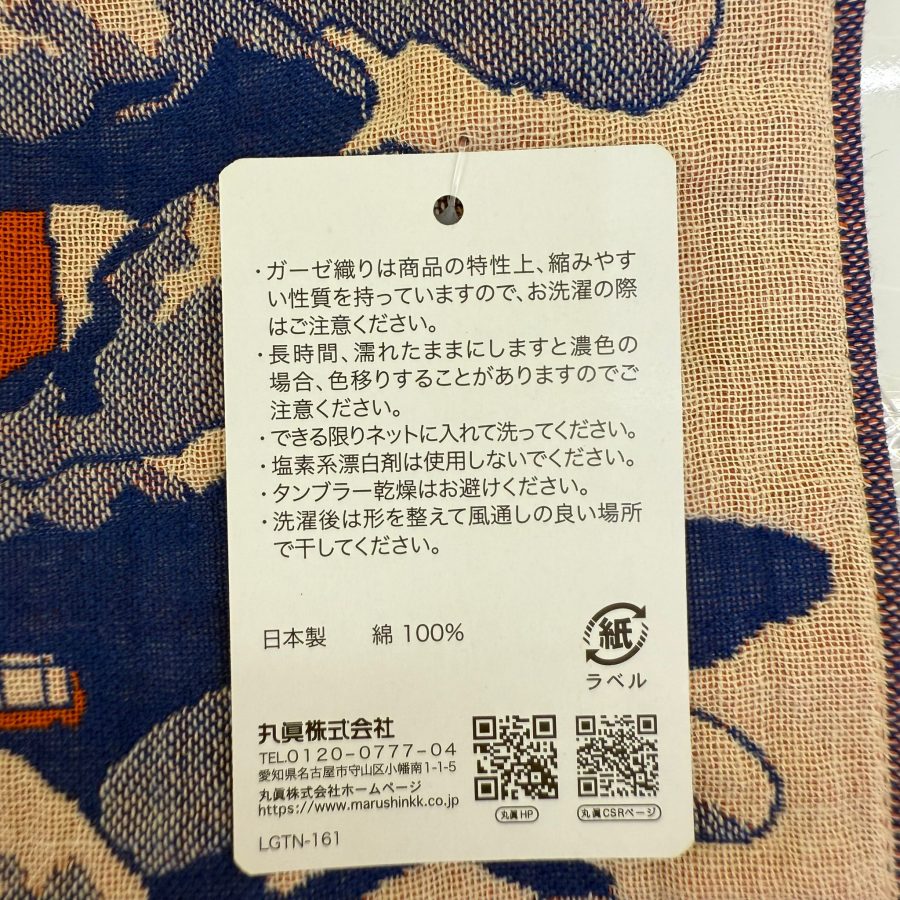 ・ガーゼ織りは商品の特性上、縮みやす
い性質を持っていますので、お洗濯の際
はご注意ください。
・長時間、濡れたままにしますと濃色の
場合、色移りすることがありますのでご
注意ください。
・できる限りネットに入れて洗ってください。
・塩素系漂白剤は使用しないでください。
・タンブラー乾燥はお避けください。
・洗濯後は形を整えて風通しの良い場所
で干してください。
日本製 綿 100%
紙
ラベル
丸眞株式会社
TEL.0120-0777-04
愛知県名古屋市守山区小幡南1-1-5
丸眞株式会社ホームページ
https://www.marushinkk.co.jp
丸眞HP
丸眞CSRページ
LGTN-161